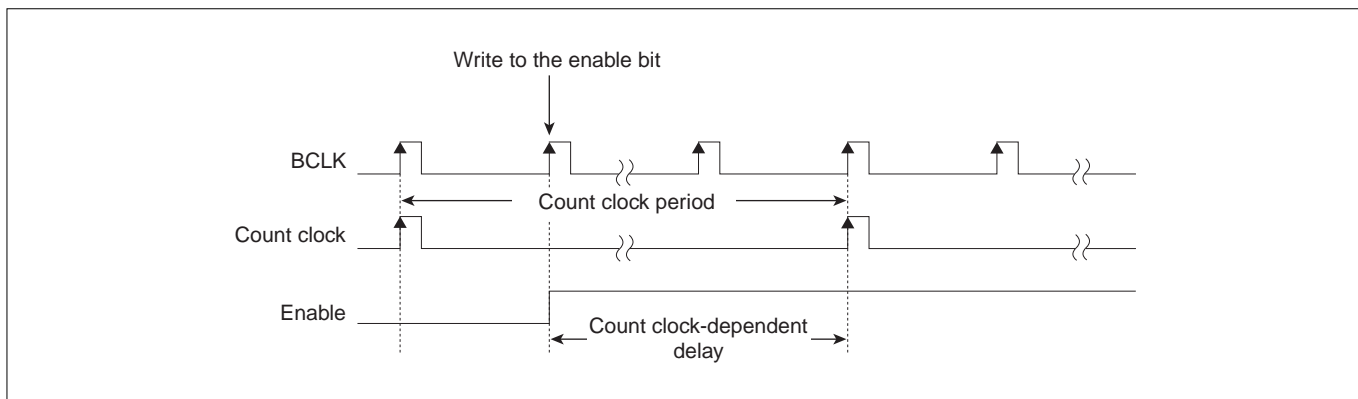 Write to the enable bit
BCLK
Count clock period
Count clock
Enable
Count clock-dependent
delay